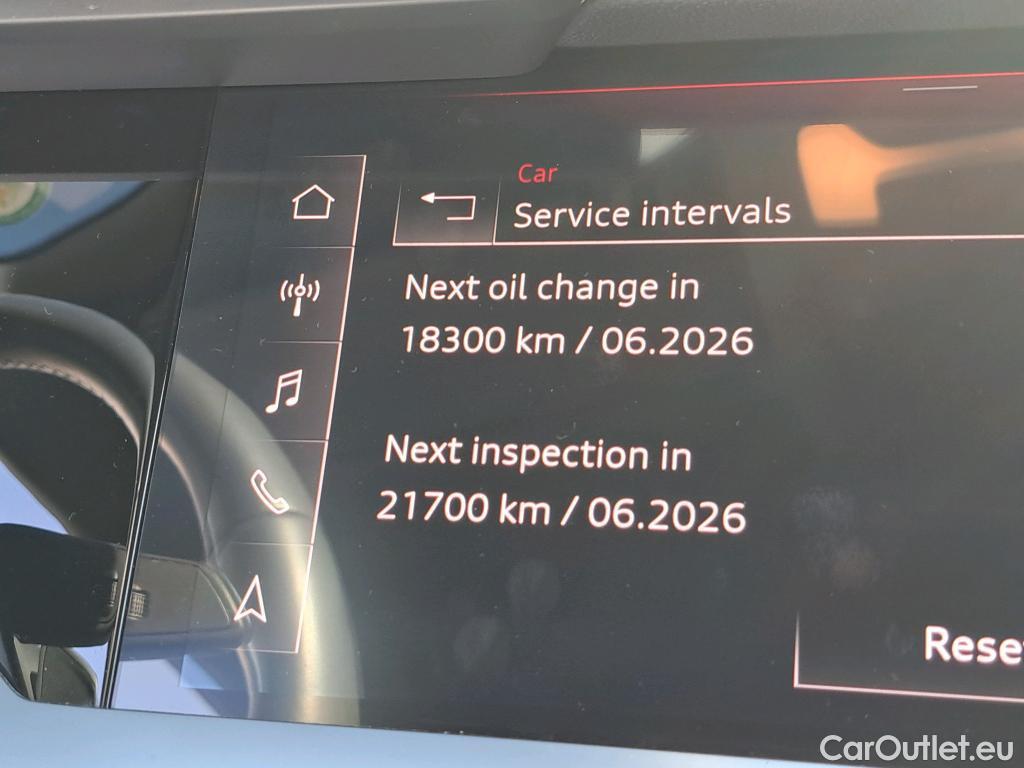 Car
Service intervals
Next oil change in
18300 km / 06.2026
Next inspection in
21700 km / 06.2026
Rese
CarOutlet.eu